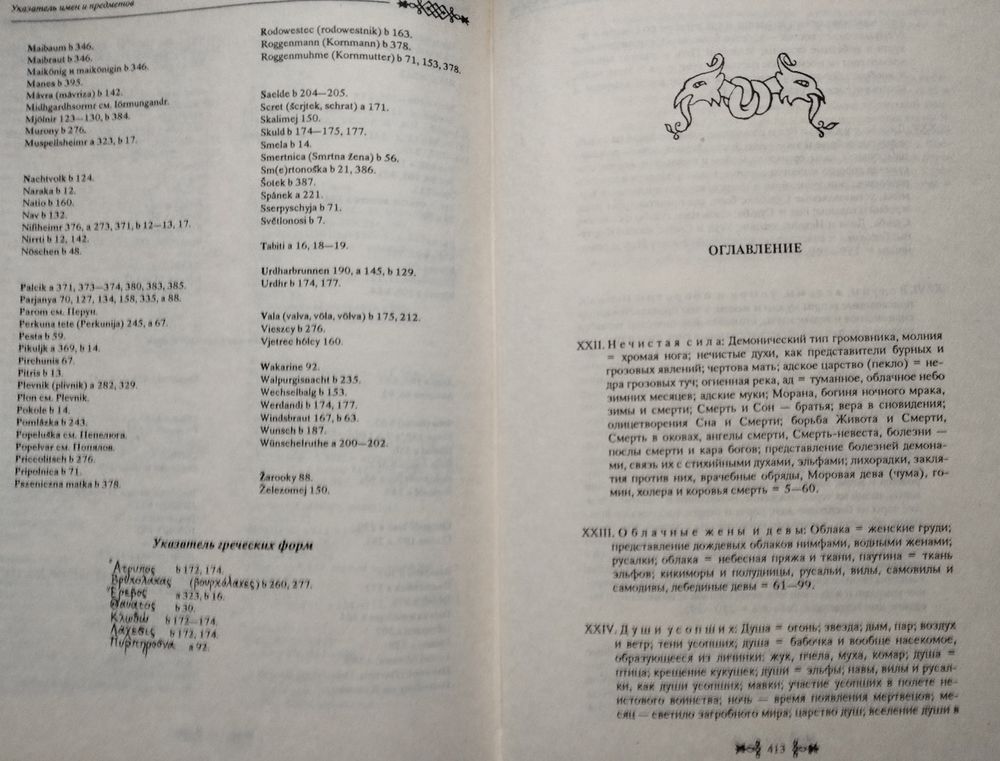 Указатель имен и предметов
Maibaum b 346.
Maibraut b 346.
Maikönig и maikönigin b 346.
Manes b 395.
Mávra (mávriza) b 142.
Midhgardhsormr см. Iörmungandr.
Mjölnir 123—130, b 384.
Murony b 276.
Muspellsheimr a 323, b 17.
Nachtvolk b 124.
Naraka b 12.
Natio b 160.
Nav b 132.
Niflheimr 376, a 273, 371, b 12—13, 17.
Nirrti b 12, 142.
Nöschen b 48.
Palcik a 371, 373—374, 380, 383, 385.
Parjanya 70, 127, 134, 158, 335, a 88.
Parom см. Перун.
Perkuna tete (Perkunija) 245, a 67.
Pesta b 59.
Pikuljk a 369, b 14.
Pirchunis 67.
Pitris b 13.
Plevnik (plivnik) a 282, 329.
Plon см. Plevnik.
Pokole b 14.
Pomlázka b 243.
Popeluška см. Пепелюга.
Popelvar см. Попялов.
Priccolitsch b 276.
Pripolnica b 71.
Pszeniczna matka b 378.
Rodowestec (rodowestnik) b 163.
Roggenmann (Kornmann) b 378.
Roggenmuhme (Kornmutter) b 71, 153, 378.
Saelde b 204—205.
Scret (šcrjtek, schrat) a 171.
Skalimej 150.
Skuld b 174—175, 177.
Smela b 14.
Smertnica (Smrtna žena) b 56.
Sm(e)rtonoška b 21, 386.
Šotek b 387.
Spánek a 221.
Sserpyschyja b 71.
Světlonosi b 7.
Tabiti a 16, 18—19.
Urdharbrunnen 190, a 145, b 129.
Urdhr b 174, 177.
Vala (valva, vőla, vőlva) b 175, 212.
Vieszcy b 276.
Vjetrec hólcy 160.
Wakarine 92.
Walpurgisnacht b 235.
Wechselbalg b 153.
Werdandi b 174, 177.
Windsbraut 167, b 63.
Wunsch b 187.
Wünschelruthe a 200—202.
Žarooky 88.
Železomej 150.
Указатель греческих форм
Ἄτρυπος b 172, 174.
Βρυκολακας (βουρκόλακες) b 260, 277.
Ἔρεβος a 323, b 16.
Θάνατος b 30.
Κλωθώ b 172—174.
Λάχεσις b 172, 174.
a 92.
ОГЛАВЛЕНИЕ
XXII. Нечистая сила: Демонический тип громовника, молния
= хромая нога; нечистые духи, как представители бурных и
грозовых явлений; чертова мать; адское царство (пекло) = не-
дра грозовых туч; огненная река, ад = туманное, облачное небо
зимних месяцев; адские муки; Морана, богиня ночного мрака,
зимы и смерти; Смерть и Сон — братья; вера в сновидения;
олицетворения Сна и Смерти; борьба Живота и Смерти,
Смерть в оковах, ангелы смерти, Смерть-невеста, болезни —
послы смерти и кара богов; представление болезней демона-
ми, связь их с стихийными духами, эльфами; лихорадки, закля-
тия против них, врачебные обряды, Моровая дева (чума), го-
мин, холера и коровья смерть = 5—60.
XXIII. Облачные жены и девы: Облака = женские груди;
представление дождевых облаков нимфами, водными женами;
русалки; облака = небесная пряжа и ткани, паутина = ткань
эльфов; кикиморы и полудницы, русальи, вилы, самовилы и
самодивы, лебединые девы = 61—99.
XXIV. Души усопших: Душа = огонь; звезда; дым, пар; воздух
и ветр; тени усопших; душа = бабочка и вообще насекомое,
образующееся из личинки: жук, пчела, муха, комар; душа =
птица; крещение кукушек; души = эльфы; навы, вилы и русал-
ки, как души усопших; мавки; участие усопших в полете не-
истового воинства; ночь — время появления мертвецов; ме-
сяц — светило загробного мира; царство душ; вселение души в
413